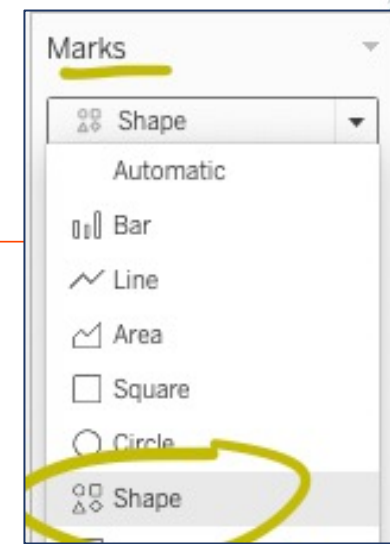 Marks
Shape
Automatic
Bar
Line
Area
Square
Circle
Shape